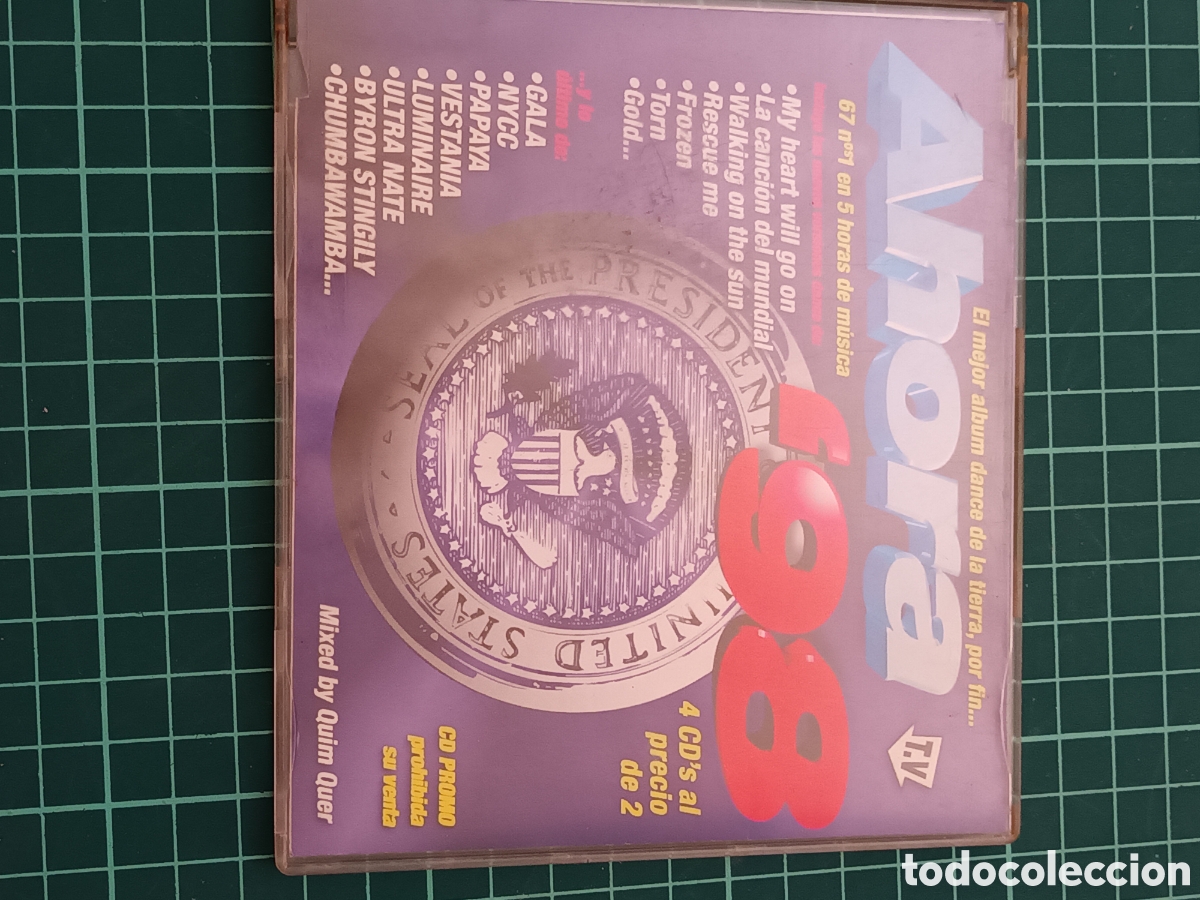 El mejor album dance de la tierra, por fin...
Ahora
'98
T.V
67 nºs1 en 5 horas de música
•My heart will go on
•La canción del mundial
•Walking on the sun
•Rescue me
•Frozen
•Torn
•Gold...
...y lo
último de:
•GALA
•NYCC
•PAPAYA
•VESTANIA
•LUMINAIRE
•ULTRA NATE
•BYRON STINGILY
•CHUMBAWAMBA...
SEAL OF THE PRESIDENT
UNITED STATES
4 CD's al
precio
de 2
CD PROMO
prohibida
su venta
Mixed by Quim Quer
todocoleccion